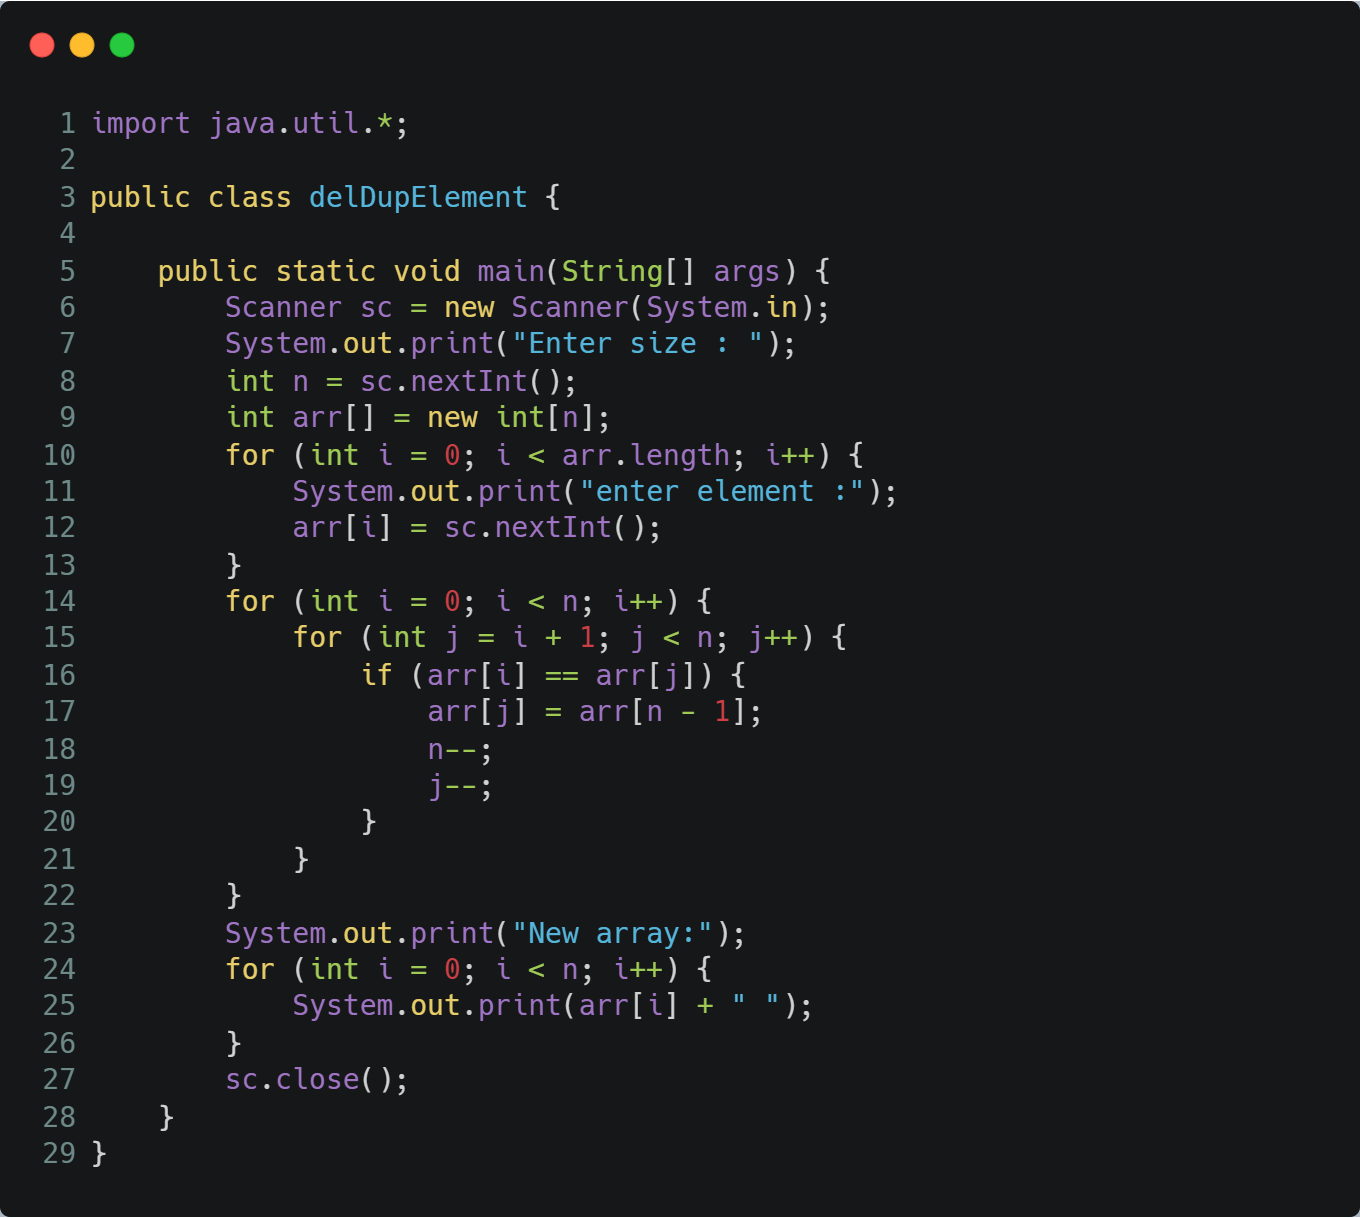 1 import java.util.*;
2
3 public class delDupElement {
4
5     public static void main(String[] args) {
6         Scanner sc = new Scanner(System.in);
7         System.out.print("Enter size : ");
8         int n = sc.nextInt();
9         int arr[] = new int[n];
10         for (int i = 0; i < arr.length; i++) {
11             System.out.print("enter element :");
12             arr[i] = sc.nextInt();
13         }
14         for (int i = 0; i < n; i++) {
15             for (int j = i + 1; j < n; j++) {
16                 if (arr[i] == arr[j]) {
17                     arr[j] = arr[n - 1];
18                     n--;
19                     j--;
20                 }
21             }
22         }
23         System.out.print("New array:");
24         for (int i = 0; i < n; i++) {
25             System.out.print(arr[i] + " ");
26         }
27         sc.close();
28     }
29 }